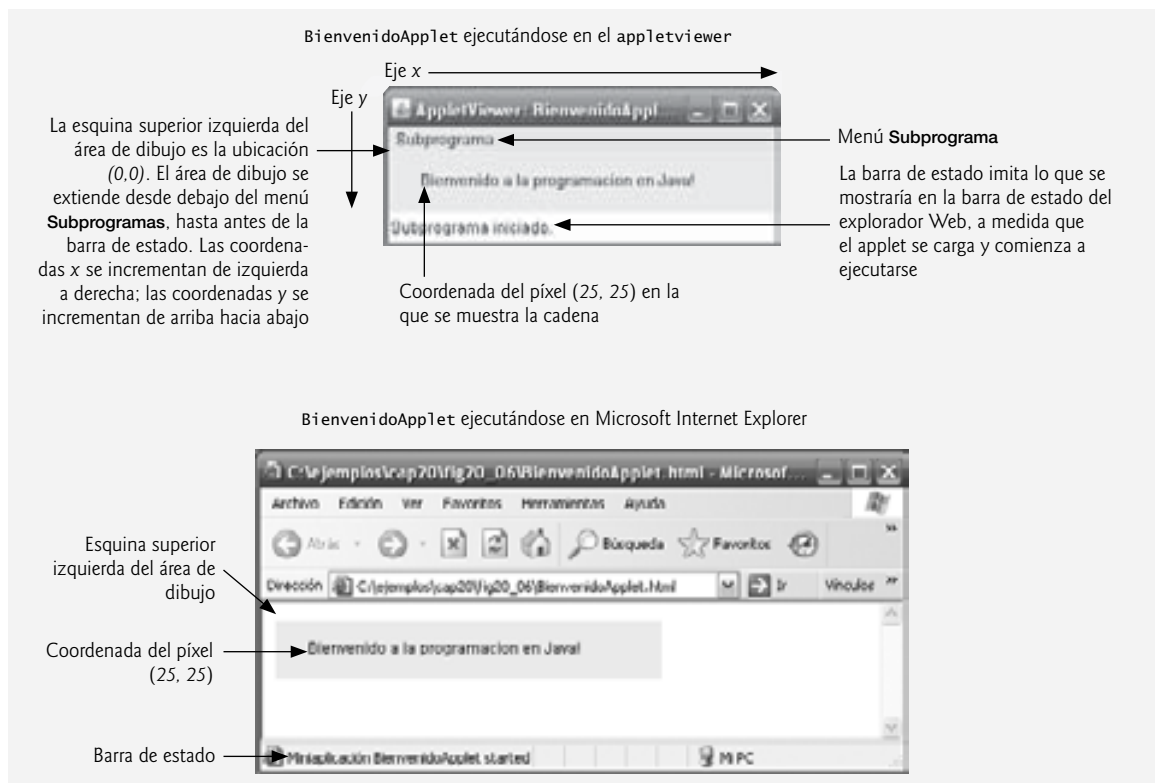 BienvenidoApplet ejecutándose en el appletviewer
Eje x
Eje y
AppletViewer: BienvenidoAppl...
La esquina superior izquierda del
área de dibujo es la ubicación
(0,0). El área de dibujo se
extiende desde debajo del menú
Subprogramas, hasta antes de la
barra de estado. Las coordena-
das x se incrementan de izquierda
a derecha; las coordenadas y se
incrementan de arriba hacia abajo
Subprograma
Bienvenido a la programacion en Java!
Subprograma iniciado.
Menú Subprograma
La barra de estado imita lo que se
mostraría en la barra de estado del
explorador Web, a medida que
el applet se carga y comienza a
ejecutarse
Coordenada del píxel (25, 25) en la
que se muestra la cadena
BienvenidoApplet ejecutándose en Microsoft Internet Explorer
C:\ejemplos\cap20\fig20_06\BienvenidoApplet.html - Microsof...
Archivo Edición Ver Favoritos Herramientas Ayuda
Atrás Búsqueda Favoritos
Dirección C:\ejemplos\cap20\fig20_06\BienvenidoApplet.html Ir Vínculos
Esquina superior
izquierda del área de
dibujo
Bienvenido a la programacion en Java!
Coordenada del píxel
(25, 25)
Barra de estado
Miniaplicación BienvenidoApplet started Mi PC